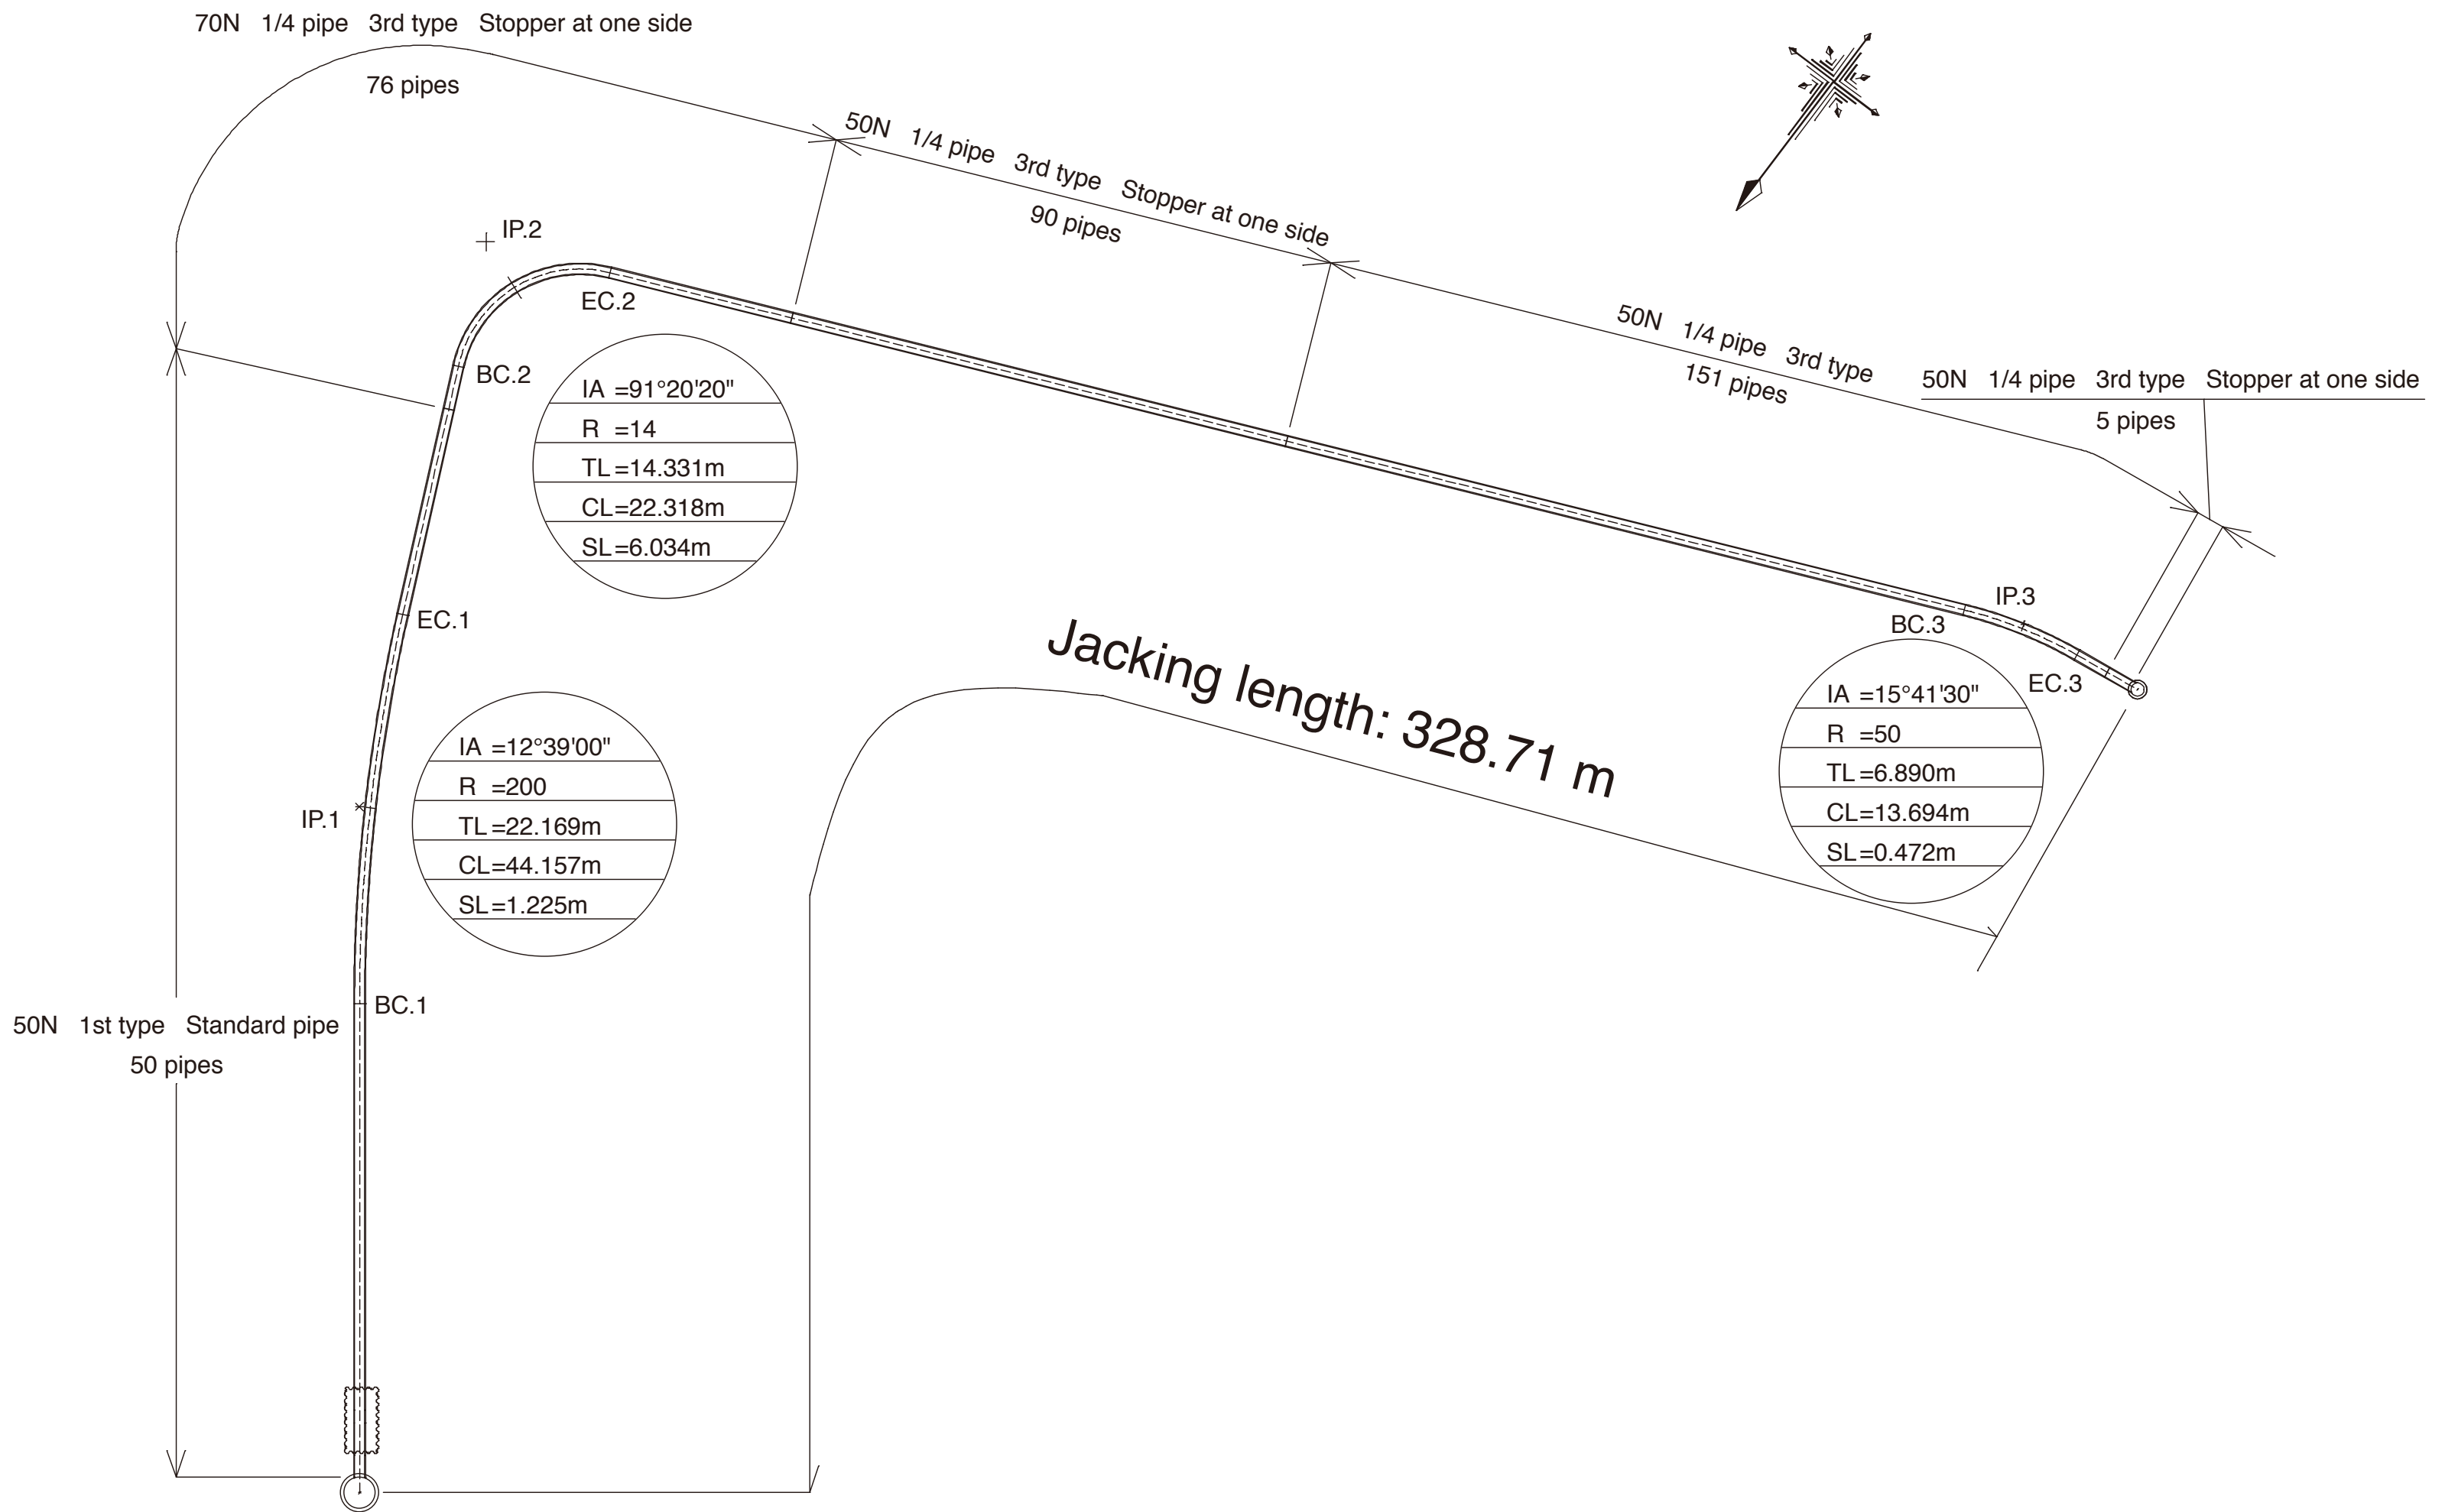 70N 1/4 pipe 3rd type Stopper at one side
76 pipes
50N 1/4 pipe 3rd type Stopper at one side
90 pipes
50N 1/4 pipe 3rd type
151 pipes
50N 1/4 pipe 3rd type Stopper at one side
5 pipes
IP.2
EC.2
BC.2
IA =91°20'20"
R =14
TL=14.331m
CL=22.318m
SL=6.034m
EC.1
IP.1
IA =12°39'00"
R =200
TL=22.169m
CL=44.157m
SL=1.225m
BC.1
50N 1st type Standard pipe
50 pipes
Jacking length: 328.71 m
IP.3
BC.3
EC.3
IA =15°41'30"
R =50
TL=6.890m
CL=13.694m
SL=0.472m